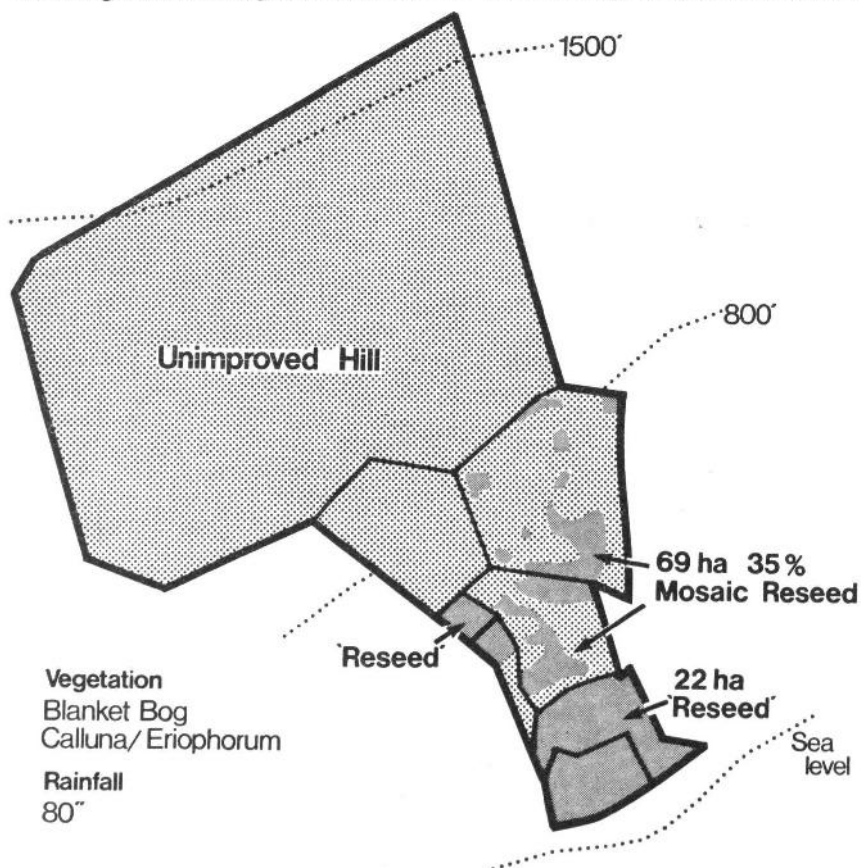 1500′
800′
Unimproved Hill
69 ha 35%
Mosaic Reseed
'Reseed'
22 ha
'Reseed'
Vegetation
Blanket Bog
Calluna/Eriophorum
Rainfall
80″
Sea
level